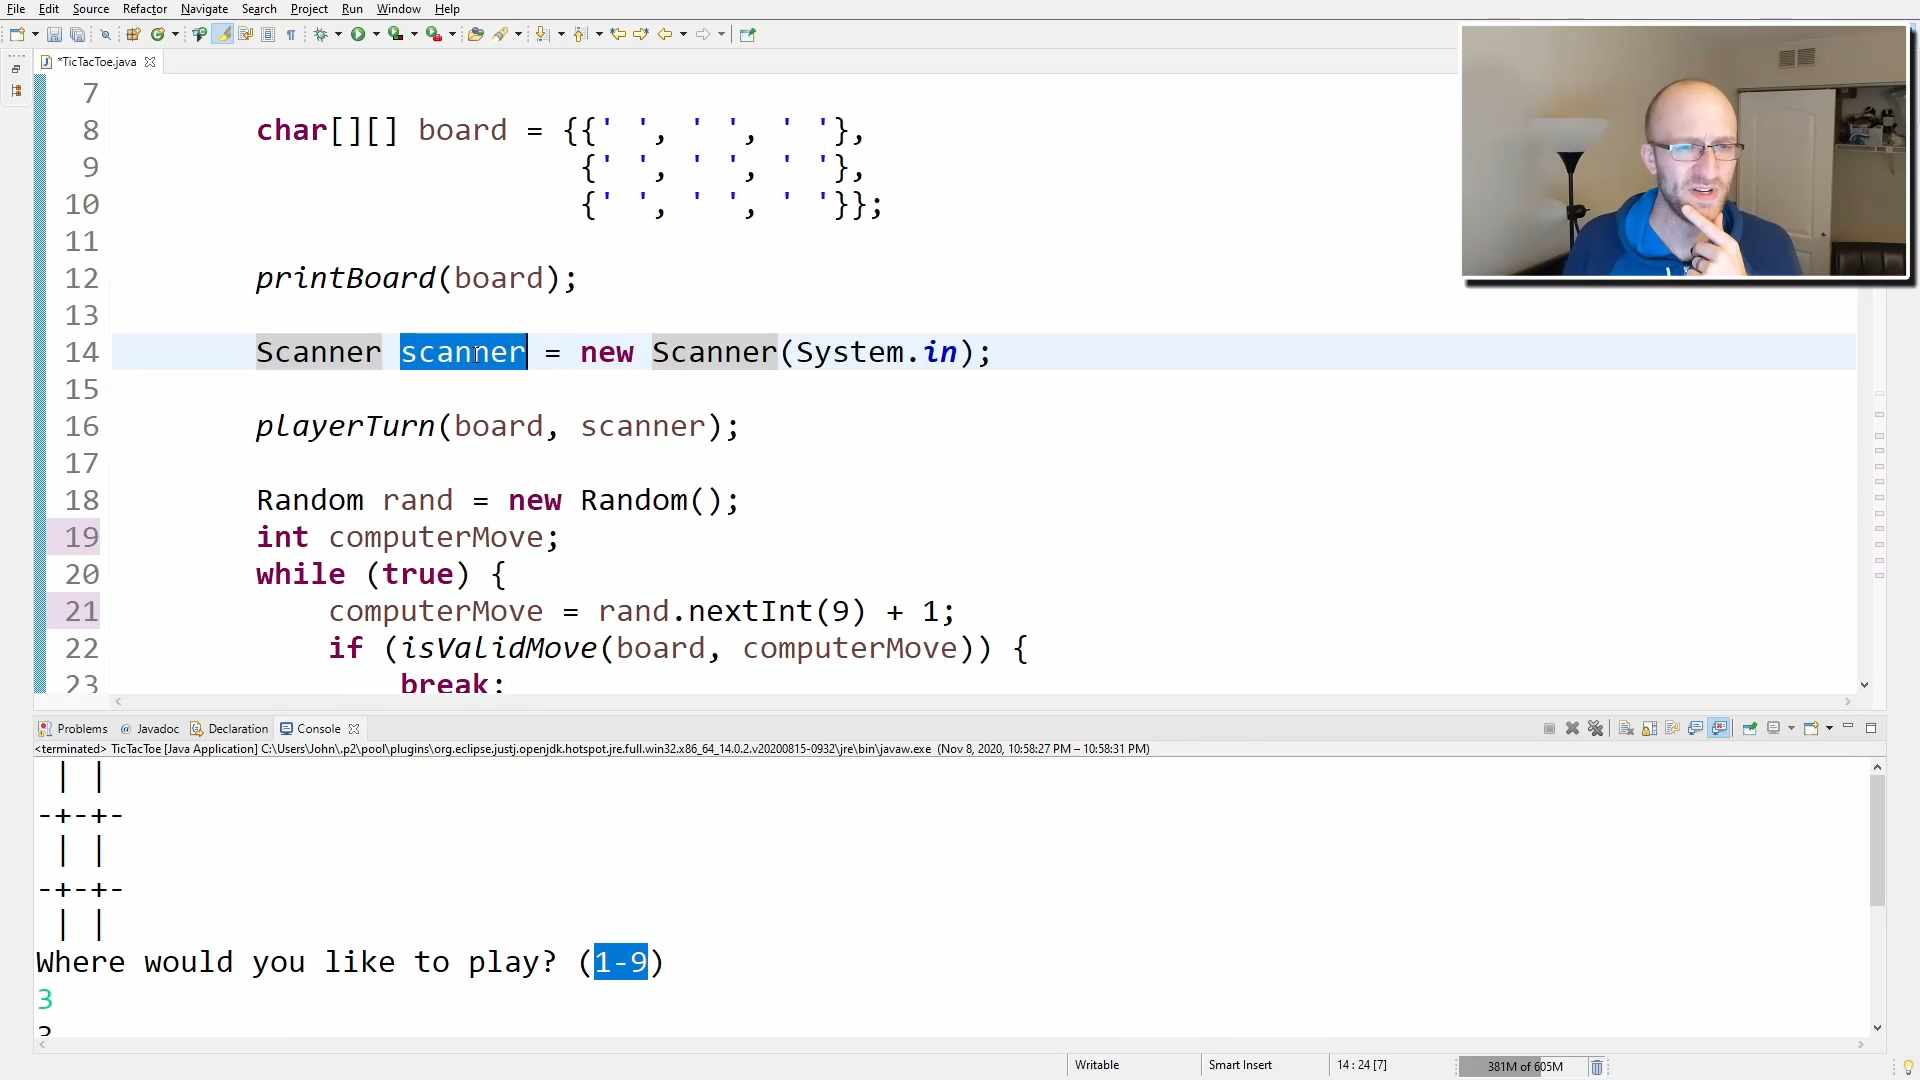 File Edit Source Refactor Navigate Search Project Run Window Help
*TicTacToe.java
7
8 char[][] board = {{' ', ' ', ' '},
9 {' ', ' ', ' '},
10 {' ', ' ', ' '}};
11
12 printBoard(board);
13
14 Scanner scanner = new Scanner(System.in);
15
16 playerTurn(board, scanner);
17
18 Random rand = new Random();
19 int computerMove;
20 while (true) {
21 computerMove = rand.nextInt(9) + 1;
22 if (isValidMove(board, computerMove)) {
23 break;
Problems @ Javadoc Declaration Console
<terminated> TicTacToe [Java Application] C:\Users\John\.p2\pool\plugins\org.eclipse.justj.openjdk.hotspot.jre.full.win32.x86_64_14.0.2.v20200815-0932\jre\bin\javaw.exe (Nov 8, 2020, 10:58:27 PM – 10:58:31 PM)
| |
-+-+-
| |
-+-+-
| |
Where would you like to play? (1-9)
3
3
Writable Smart Insert 14 : 24 [7] 381M of 605M